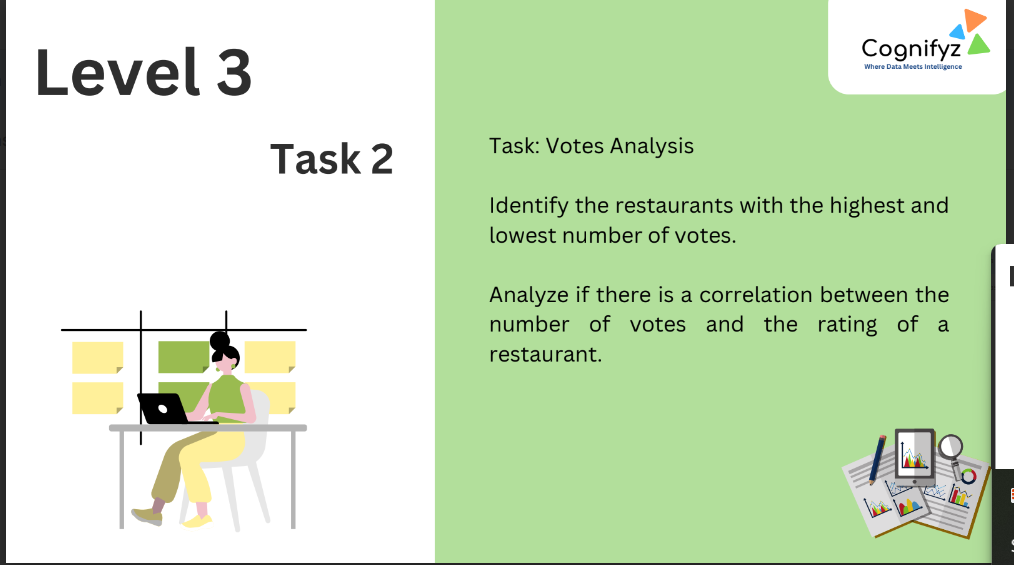 Level 3
Task 2
Cognifyz
Where Data Meets Intelligence
Task: Votes Analysis
Identify the restaurants with the highest and
lowest number of votes.
Analyze if there is a correlation between the
number of votes and the rating of a
restaurant.